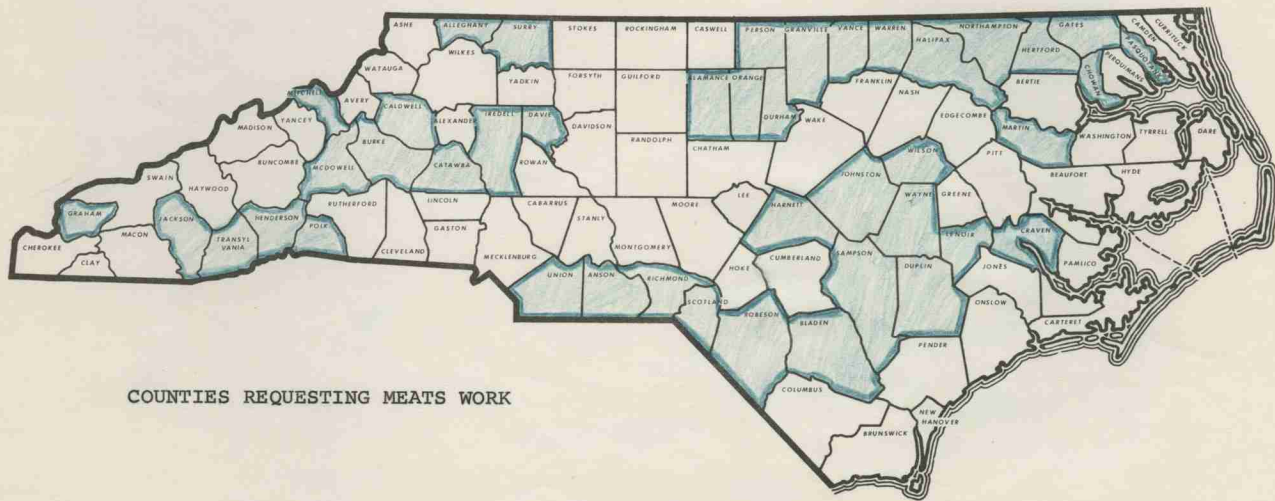 ASHE
ALLEGHANY
SURRY
STOKES
ROCKINGHAM
CASWELL
PERSON
GRANVILLE
VANCE
WARREN
NORTHAMPTON
GATES
CAMDEN
CURRITUCK
HALIFAX
HERTFORD
PASQUOTANK
PERQUIMANS
CHOWAN
WATAUGA
WILKES
YADKIN
FORSYTH
GUILFORD
ALAMANCE
ORANGE
DURHAM
FRANKLIN
NASH
BERTIE
MITCHELL
AVERY
CALDWELL
ALEXANDER
IREDELL
DAVIE
DAVIDSON
RANDOLPH
CHATHAM
WAKE
EDGECOMBE
MARTIN
WASHINGTON
TYRRELL
DARE
MADISON
YANCEY
BURKE
CATAWBA
ROWAN
WILSON
PITT
BEAUFORT
HYDE
SWAIN
HAYWOOD
BUNCOMBE
MCDOWELL
RUTHERFORD
LINCOLN
CABARRUS
STANLY
MOORE
LEE
HARNETT
JOHNSTON
WAYNE
GREENE
GRAHAM
JACKSON
HENDERSON
POLK
CLEVELAND
GASTON
MECKLENBURG
MONTGOMERY
LENOIR
CRAVEN
PAMLICO
CHEROKEE
CLAY
MACON
TRANSYL
VANIA
UNION
ANSON
RICHMOND
SCOTLAND
HOKE
CUMBERLAND
SAMPSON
DUPLIN
JONES
ONSLOW
CARTERET
ROBESON
BLADEN
PENDER
COLUMBUS
NEW
HANOVER
BRUNSWICK
COUNTIES REQUESTING MEATS WORK